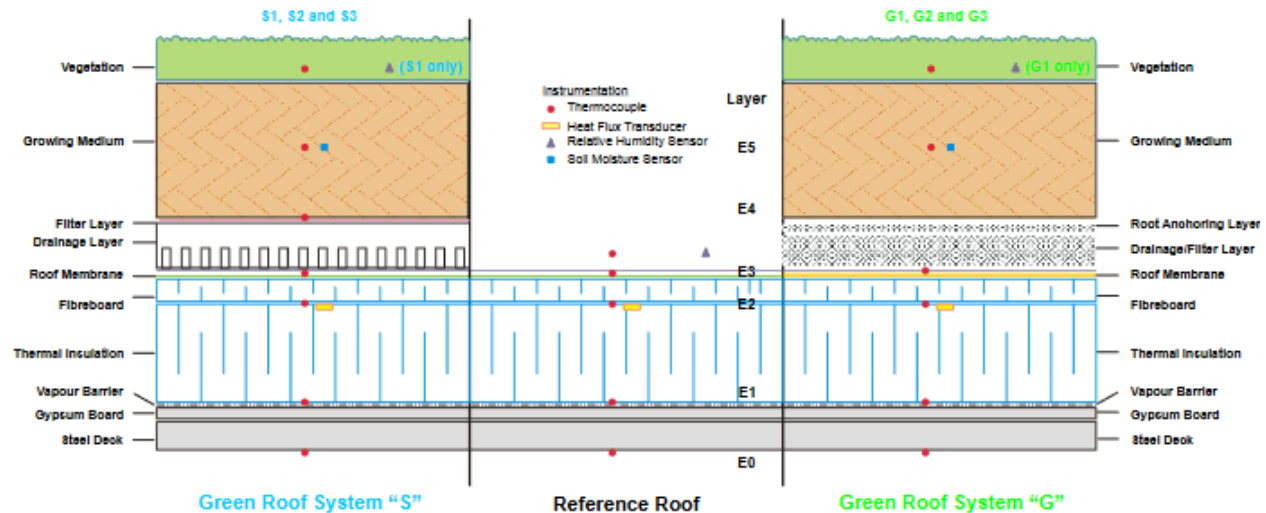 S1, S2 and S3
G1, G2 and G3
Vegetation
(S1 only)
(G1 only)
Vegetation
Instrumentation
Thermocouple
Heat Flux Transducer
Relative Humidity Sensor
Soil Moisture Sensor
Layer
Growing Medium
E5
Growing Medium
E4
Filter Layer
Root Anchoring Layer
Drainage Layer
Drainage/Filter Layer
E3
Roof Membrane
Roof Membrane
Fibreboard
E2
Fibreboard
Thermal Insulation
Thermal Insulation
Vapour Barrier
E1
Vapour Barrier
Gypsum Board
Gypsum Board
Steel Deck
Steel Deck
E0
Green Roof System “S”
Reference Roof
Green Roof System “G”